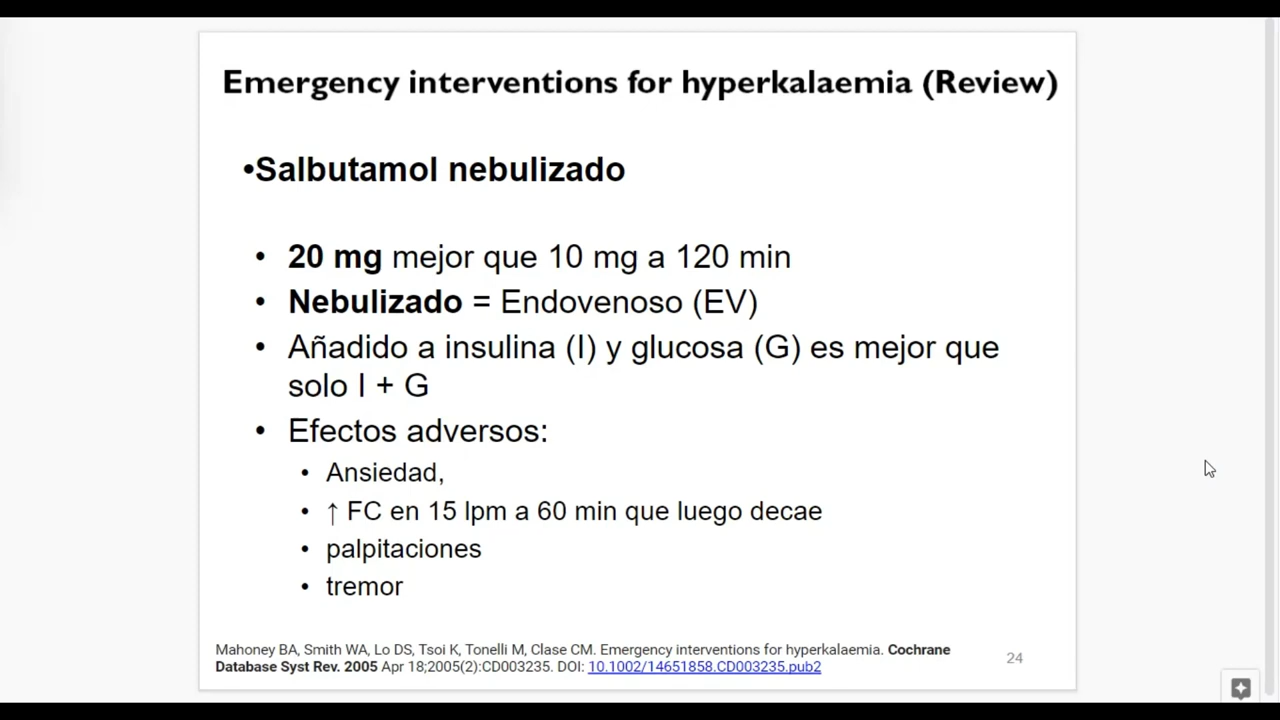 Emergency interventions for hyperkalaemia (Review)
•Salbutamol nebulizado
• 20 mg mejor que 10 mg a 120 min
• Nebulizado = Endovenoso (EV)
• Añadido a insulina (I) y glucosa (G) es mejor que
solo I + G
• Efectos adversos:
• Ansiedad,
• ↑ FC en 15 lpm a 60 min que luego decae
• palpitaciones
• tremor
Mahoney BA, Smith WA, Lo DS, Tsoi K, Tonelli M, Clase CM. Emergency interventions for hyperkalaemia. Cochrane
Database Syst Rev. 2005 Apr 18;2005(2):CD003235. DOI: 10.1002/14651858.CD003235.pub2
24